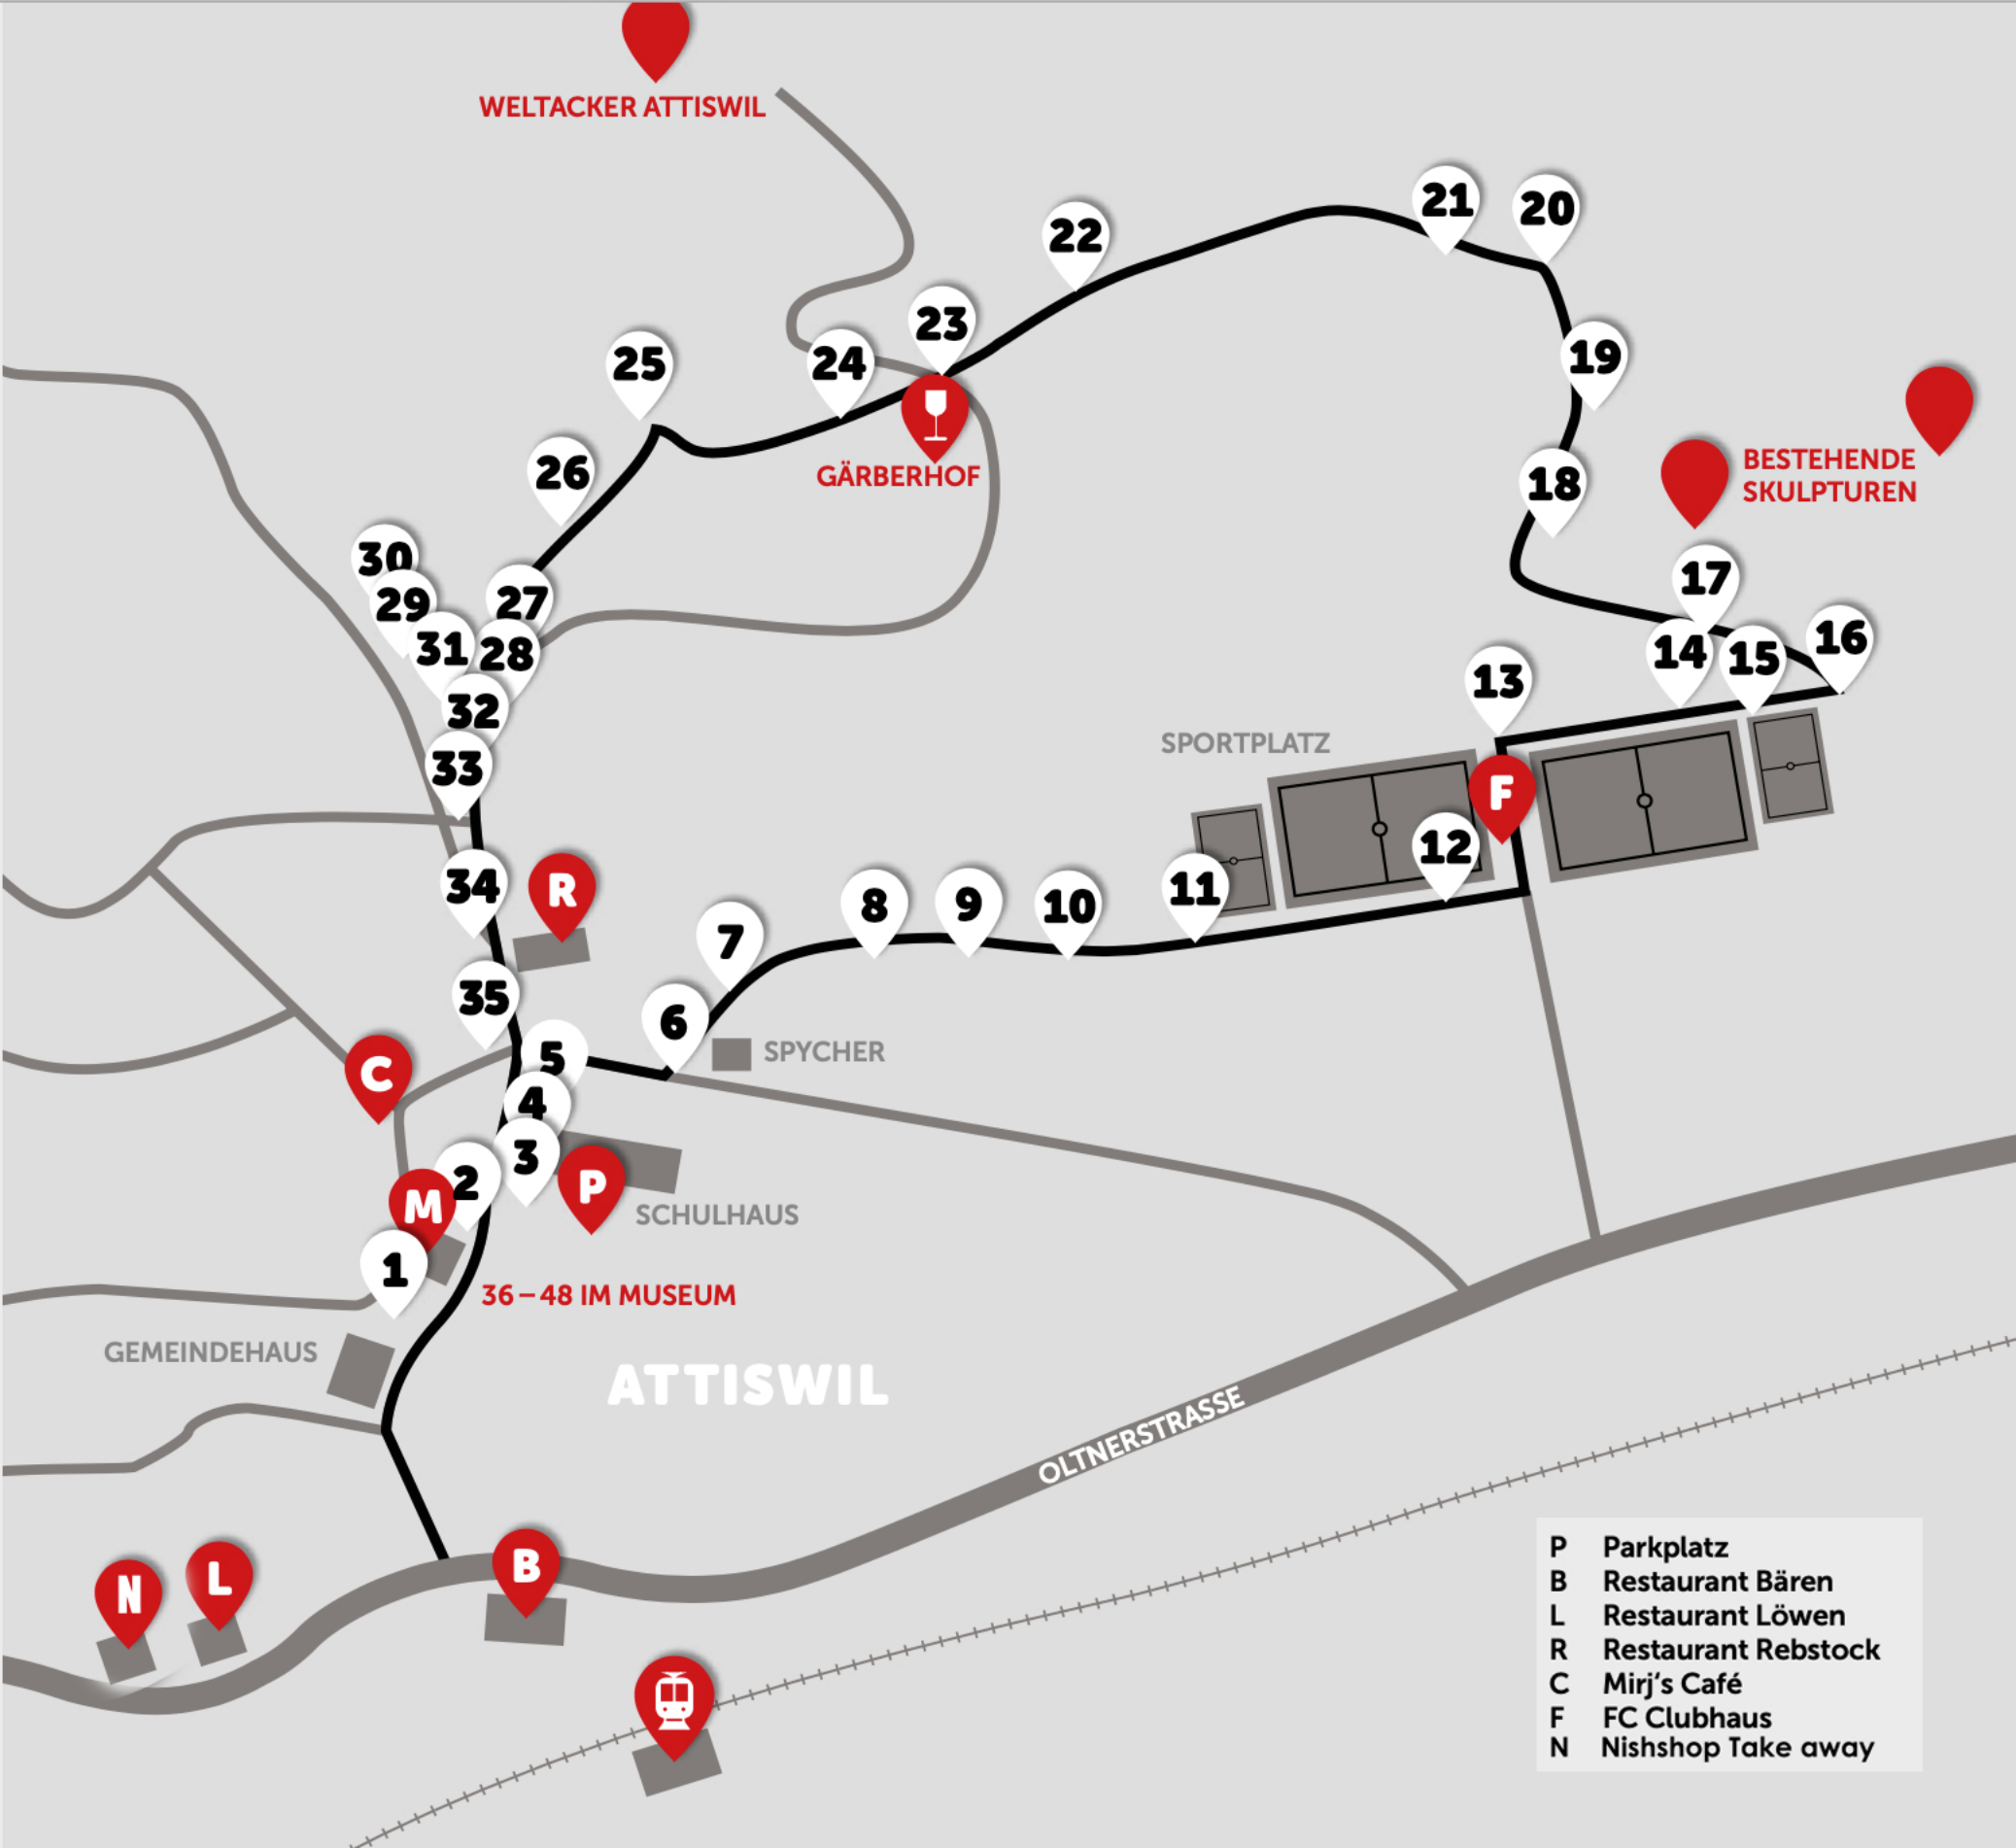 WELTACKER ATTISWIL
21
20
22
23
19
24
25
BESTEHENDE
SKULPTUREN
GÄRBERHOF
26
18
30
17
27
29
16
31
28
14
15
13
32
SPORTPLATZ
33
F
12
34
R
11
8
9
10
7
35
6
5
SPYCHER
C
4
3
2
P
M
SCHULHAUS
1
36–48 IM MUSEUM
GEMEINDEHAUS
ATTISWIL
OLTNERSTRASSE
B
L
N
P Parkplatz
B Restaurant Bären
L Restaurant Löwen
R Restaurant Rebstock
C Mirj's Café
F FC Clubhaus
N Nishshop Take away